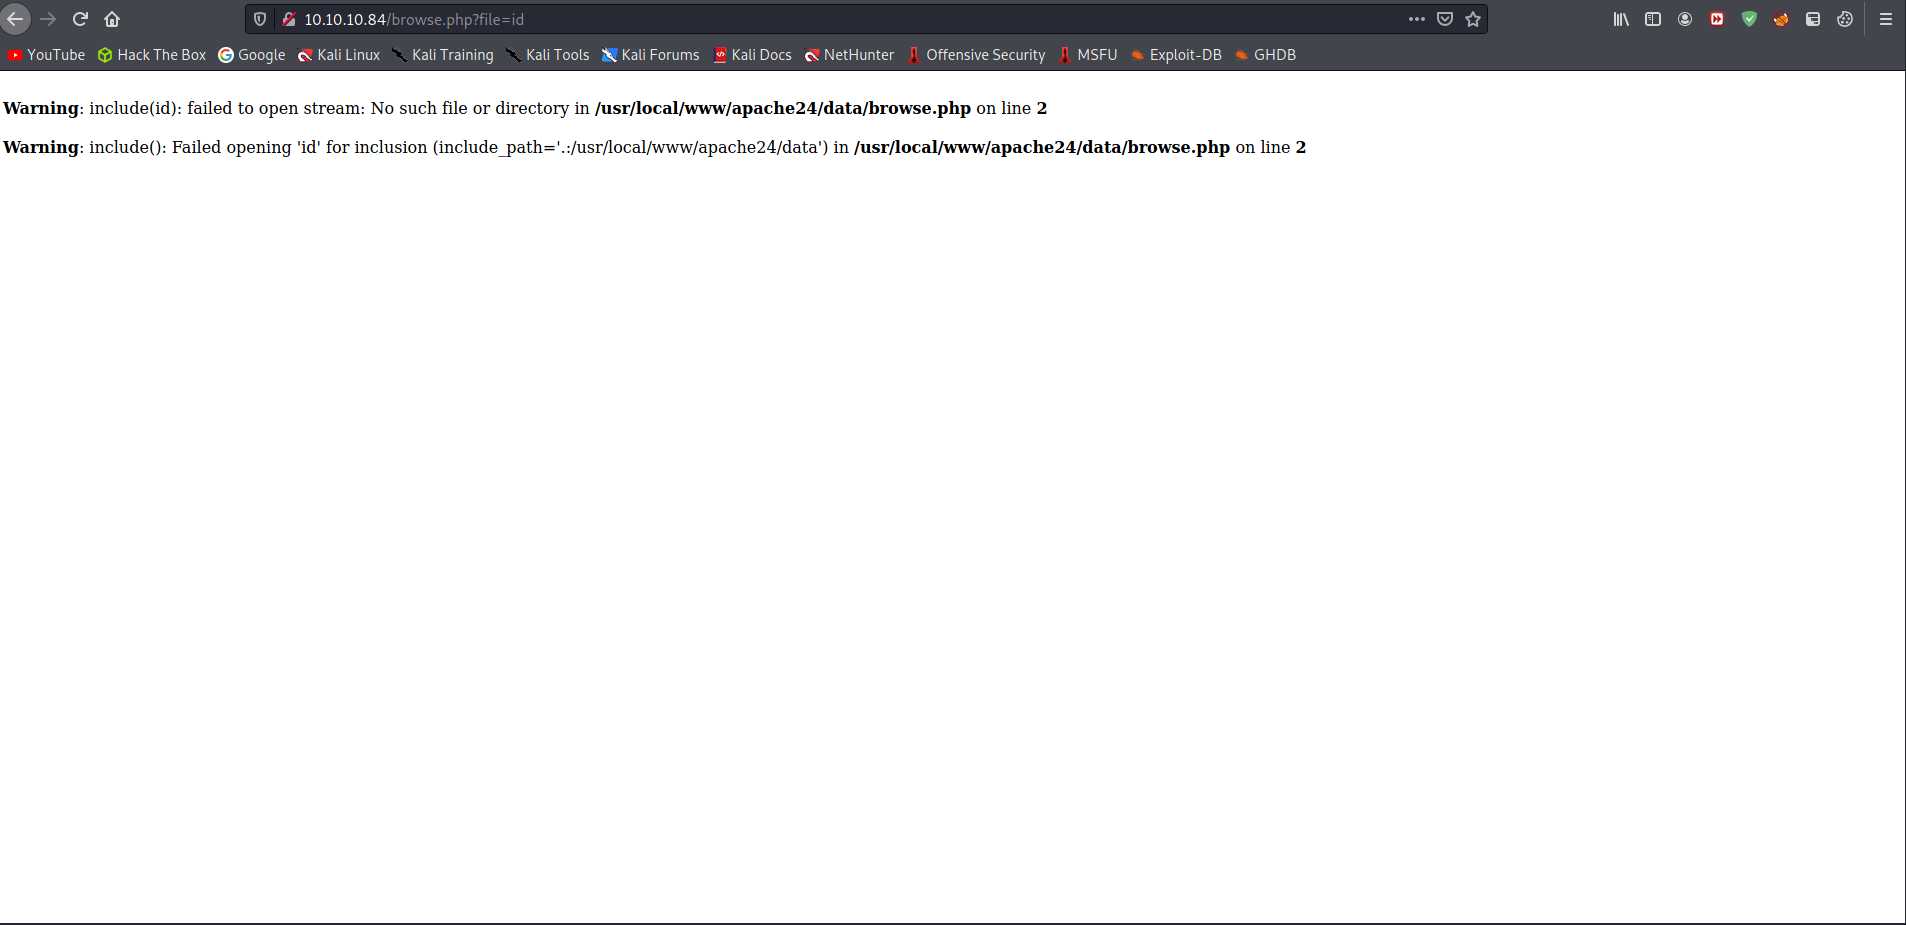 10.10.10.84/browse.php?file=id
YouTube Hack The Box Google Kali Linux Kali Training Kali Tools Kali Forums Kali Docs NetHunter Offensive Security MSFU Exploit-DB GHDB
Warning: include(id): failed to open stream: No such file or directory in /usr/local/www/apache24/data/browse.php on line 2
Warning: include(): Failed opening 'id' for inclusion (include_path='.:/usr/local/www/apache24/data') in /usr/local/www/apache24/data/browse.php on line 2